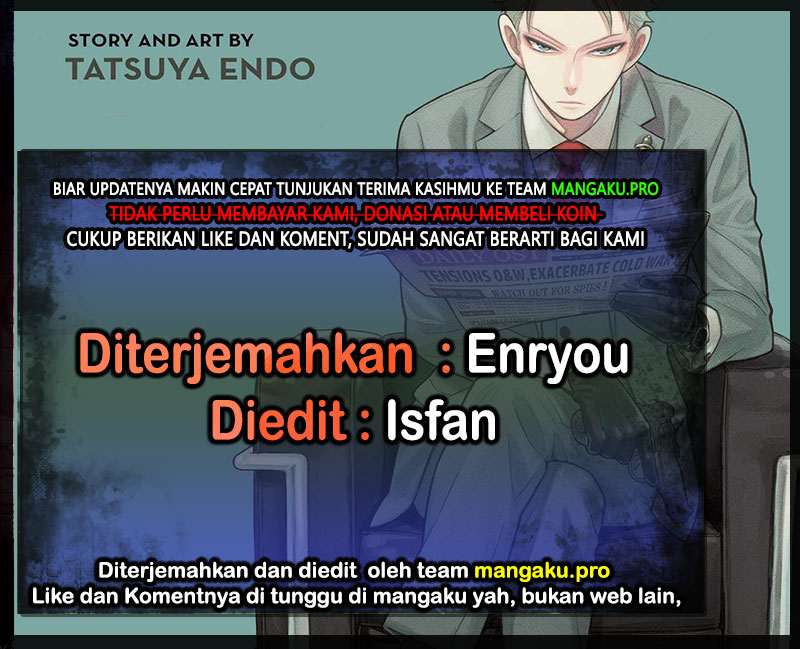 STORY AND ART BY
TATSUYA ENDO
BIAR UPDATENYA MAKIN CEPAT TUNJUKAN TERIMA KASIHMU KE TEAM MANGAKU.PRO
TIDAK PERLU MEMBAYAR KAMI, DONASI ATAU MEMBELI KOIN
CUKUP BERIKAN LIKE DAN KOMENT, SUDAH SANGAT BERARTI BAGI KAMI
DAILY OST
TENSIONS O&W, EXACERBATE COLD WAR
WATCH OUT FOR SPIES!
Diterjemahkan : Enryou
Diedit : Isfan
Diterjemahkan dan diedit oleh team mangaku.pro
Like dan Komentnya di tunggu di mangaku yah, bukan web lain,